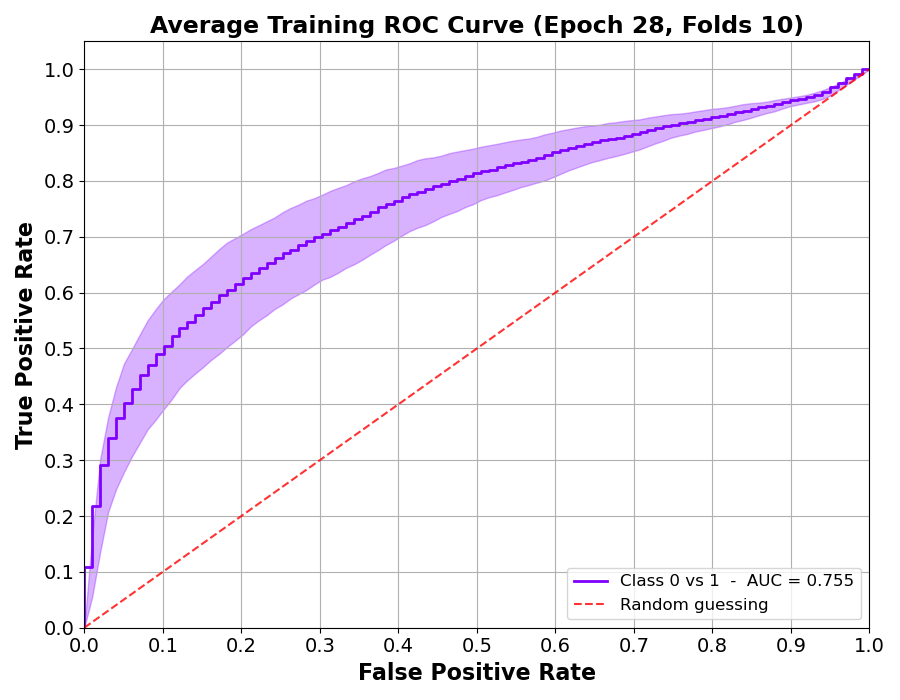 Average Training ROC Curve (Epoch 28, Folds 10)
True Positive Rate
1.0
0.9
0.8
0.7
0.6
0.5
0.4
0.3
0.2
0.1
0.0
Class 0 vs 1 - AUC = 0.755
Random guessing
0.0 0.1 0.2 0.3 0.4 0.5 0.6 0.7 0.8 0.9 1.0
False Positive Rate